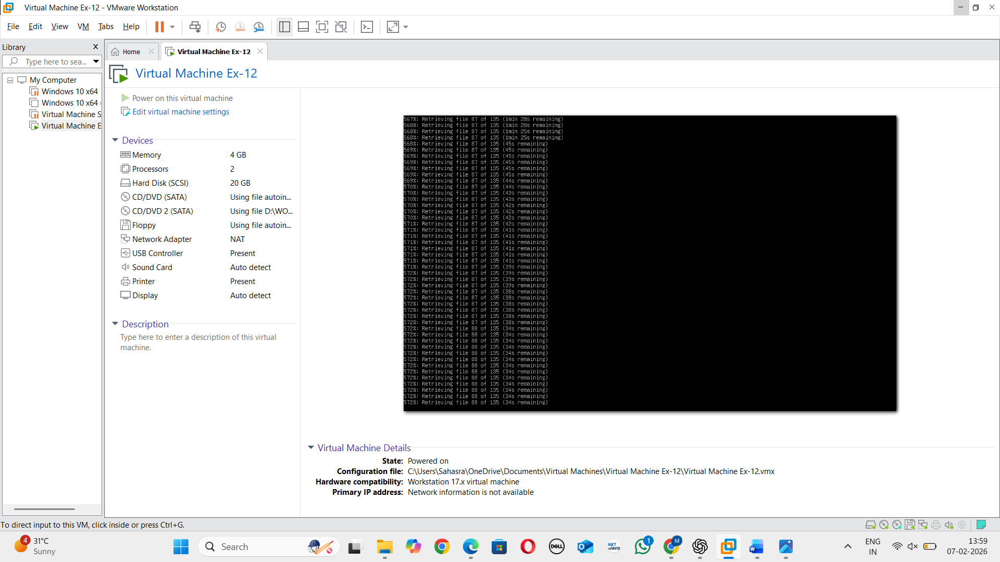 Virtual Machine Ex-12 - VMware Workstation
File Edit View VM Tabs Help
Library
Home
Virtual Machine Ex-12
Type here to sea...
My Computer
Windows 10 x64
Windows 10 x64
Virtual Machine S
Virtual Machine E
Virtual Machine Ex-12
Power on this virtual machine
Edit virtual machine settings
Devices
Memory 4 GB
Processors 2
Hard Disk (SCSI) 20 GB
CD/DVD (SATA) Using file autoin...
CD/DVD 2 (SATA) Using file D:\WO...
Floppy Using file autoin...
Network Adapter NAT
USB Controller Present
Sound Card Auto detect
Printer Present
Display Auto detect
Description
Type here to enter a description of this virtual
machine.
567%: Retrieving file 87 of 135 (1min 28s remaining)
568%: Retrieving file 87 of 135 (1min 28s remaining)
568%: Retrieving file 87 of 135 (1min 25s remaining)
568%: Retrieving file 87 of 135 (1min 25s remaining)
568%: Retrieving file 87 of 135 (45s remaining)
569%: Retrieving file 87 of 135 (45s remaining)
569%: Retrieving file 87 of 135 (45s remaining)
569%: Retrieving file 87 of 135 (45s remaining)
569%: Retrieving file 87 of 135 (45s remaining)
569%: Retrieving file 87 of 135 (45s remaining)
569%: Retrieving file 87 of 135 (44s remaining)
570%: Retrieving file 87 of 135 (44s remaining)
570%: Retrieving file 87 of 135 (43s remaining)
570%: Retrieving file 87 of 135 (43s remaining)
570%: Retrieving file 87 of 135 (42s remaining)
570%: Retrieving file 87 of 135 (42s remaining)
570%: Retrieving file 87 of 135 (42s remaining)
571%: Retrieving file 87 of 135 (42s remaining)
571%: Retrieving file 87 of 135 (41s remaining)
571%: Retrieving file 87 of 135 (41s remaining)
571%: Retrieving file 87 of 135 (41s remaining)
571%: Retrieving file 87 of 135 (41s remaining)
571%: Retrieving file 87 of 135 (41s remaining)
571%: Retrieving file 87 of 135 (41s remaining)
571%: Retrieving file 87 of 135 (39s remaining)
572%: Retrieving file 87 of 135 (39s remaining)
572%: Retrieving file 87 of 135 (39s remaining)
572%: Retrieving file 87 of 135 (39s remaining)
572%: Retrieving file 87 of 135 (38s remaining)
572%: Retrieving file 87 of 135 (38s remaining)
572%: Retrieving file 87 of 135 (38s remaining)
572%: Retrieving file 87 of 135 (38s remaining)
572%: Retrieving file 87 of 135 (38s remaining)
572%: Retrieving file 87 of 135 (38s remaining)
572%: Retrieving file 88 of 135 (34s remaining)
572%: Retrieving file 88 of 135 (34s remaining)
572%: Retrieving file 88 of 135 (34s remaining)
572%: Retrieving file 88 of 135 (34s remaining)
572%: Retrieving file 88 of 135 (34s remaining)
572%: Retrieving file 88 of 135 (34s remaining)
572%: Retrieving file 88 of 135 (34s remaining)
572%: Retrieving file 88 of 135 (34s remaining)
572%: Retrieving file 88 of 135 (34s remaining)
572%: Retrieving file 88 of 135 (34s remaining)
572%: Retrieving file 88 of 135 (34s remaining)
572%: Retrieving file 88 of 135 (34s remaining)
572%: Retrieving file 88 of 135 (34s remaining)
Virtual Machine Details
State: Powered on
Configuration file: C:\Users\Sahasra\OneDrive\Documents\Virtual Machines\Virtual Machine Ex-12\Virtual Machine Ex-12.vmx
Hardware compatibility: Workstation 17.x virtual machine
Primary IP address: Network information is not available
To direct input to this VM, click inside or press Ctrl+G.
4
31°C
Sunny
Search
DELL
NXT
WAVE
1
M
ENG
IN
13:59
07-02-2026